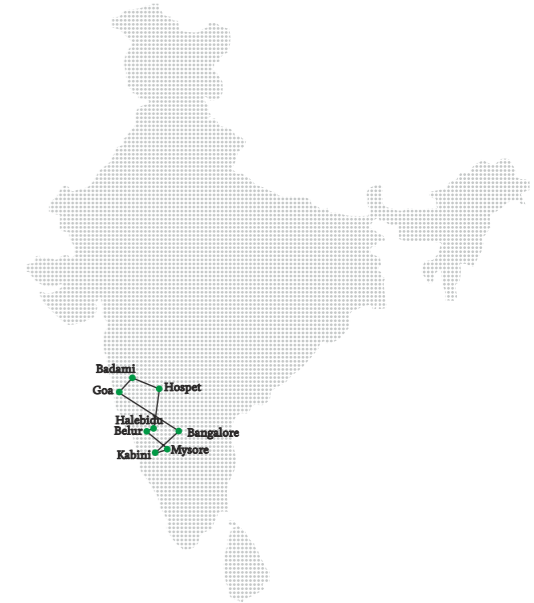 Badami
Goa
Hospet
Halebidu
Belur
Bangalore
Kabini
Mysore